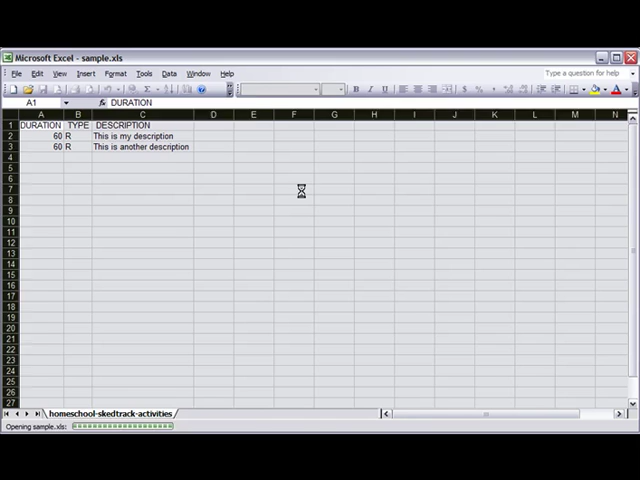 Microsoft Excel - sample.xls
File Edit View Insert Format Tools Data Window Help
Type a question for help
A1 DURATION
A B C D E F G H I J K L M N
1 DURATION TYPE DESCRIPTION
2 60 R This is my description
3 60 R This is another description
4
5
6
7
8
9
10
11
12
13
14
15
16
17
18
19
20
21
22
23
24
25
26
27
homeschool-skedtrack-activities
Opening sample.xls: